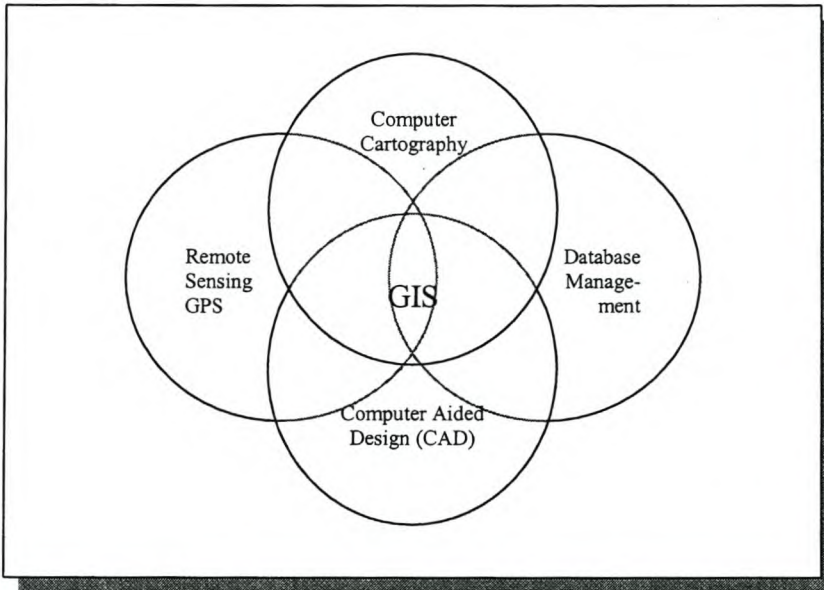 Computer
Cartography
Remote
Sensing
GPS
GIS
Database
Manage-
ment
Computer Aided
Design (CAD)